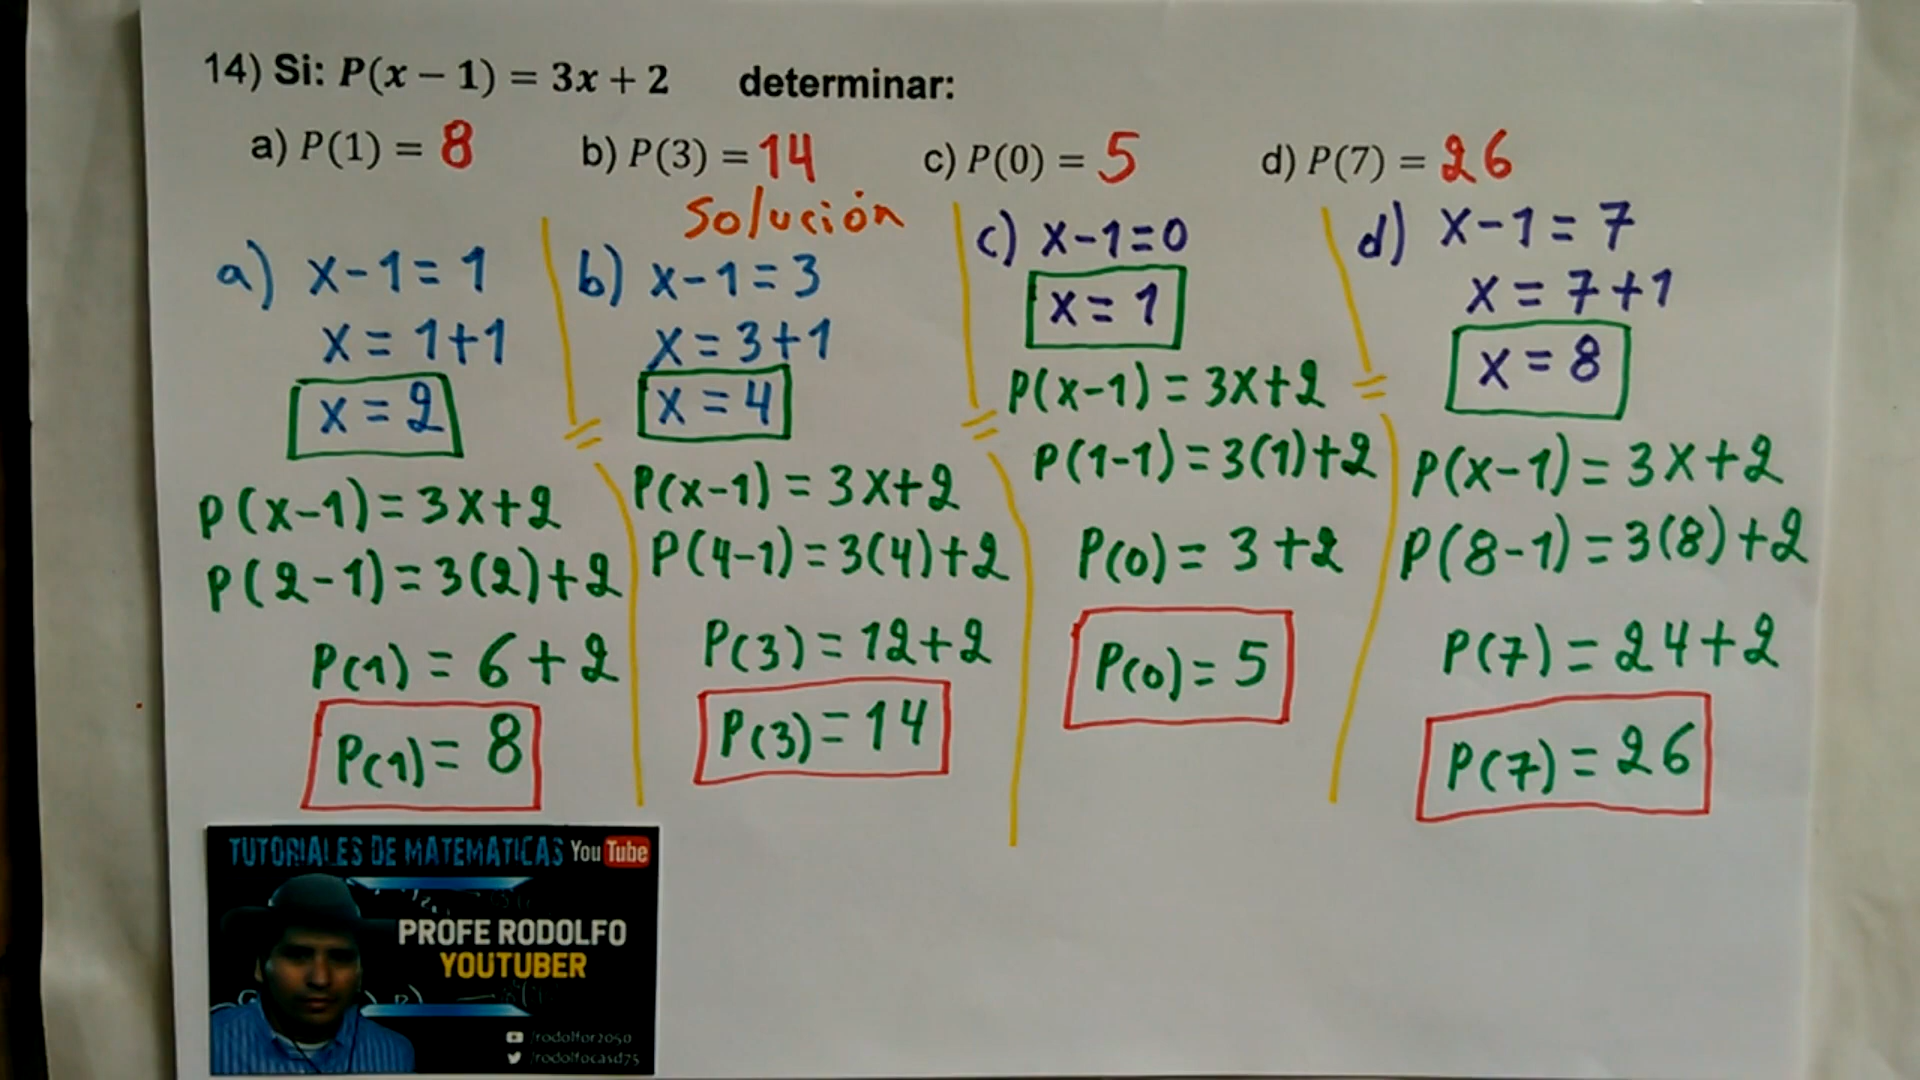 14) Si: P(x − 1) = 3x + 2 determinar:
a) P(1) = 8 b) P(3) = 14 c) P(0) = 5 d) P(7) = 26
Solución
a) x-1=1
x = 1+1
x = 2
P(x-1)=3x+2
P(2-1)=3(2)+2
P(1) = 6+2
P(1)= 8
b) x-1=3
x=3+1
x = 4
P(x-1) = 3x+2
P(4-1)=3(4)+2
P(3) = 12+2
P(3)=14
c) x-1=0
x = 1
P(x-1) = 3x+2
P(1-1)=3(1)+2
P(0)= 3+2
P(0)= 5
d) x-1=7
x = 7+1
x = 8
P(x-1)= 3x+2
P(8-1)=3(8)+2
P(7)=24+2
P(7)=26
TUTORIALES DE MATEMATICAS YouTube
PROFE RODOLFO
YOUTUBER
/rodolfor2050
/rodolfocasd75